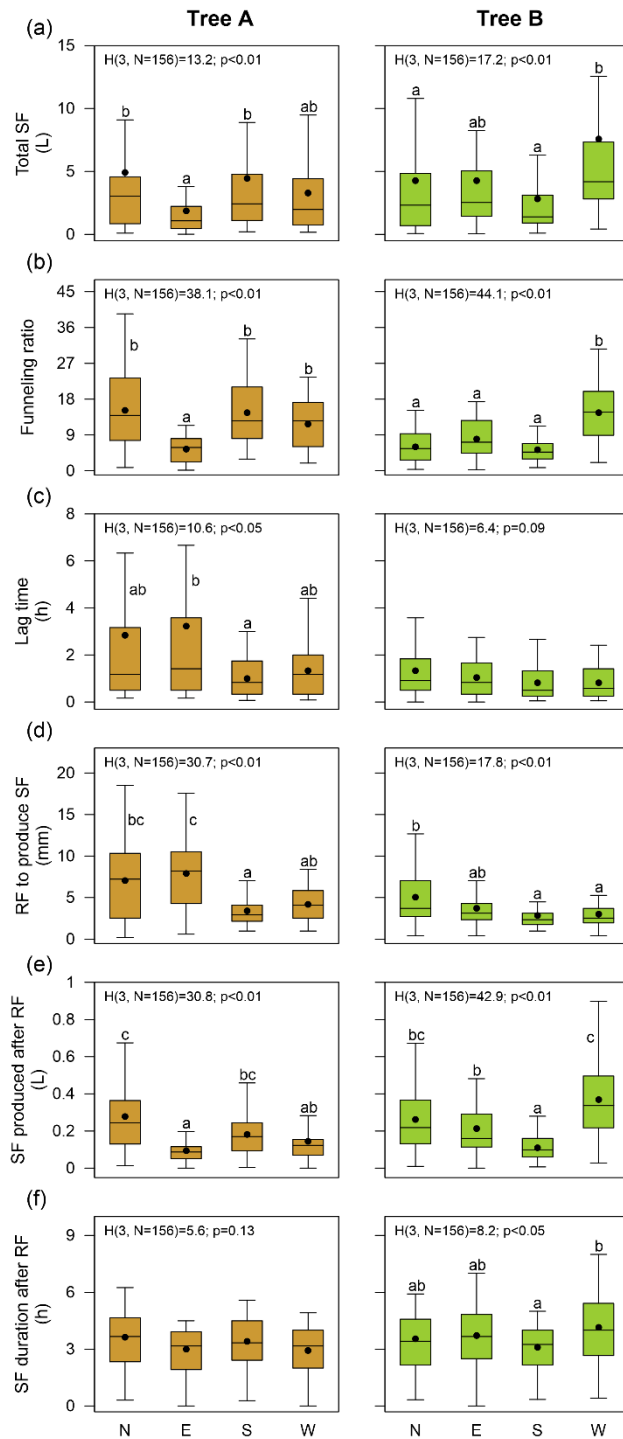 Tree A Tree B
(a)
Total SF
(L)
15
10
5
0
H(3, N=156)=13.2; p<0.01
b a b ab
H(3, N=156)=17.2; p<0.01
a ab a b
(b)
Funneling ratio
45
36
27
18
9
0
H(3, N=156)=38.1; p<0.01
b a b b
H(3, N=156)=44.1; p<0.01
a a a b
(c)
Lag time
(h)
8
6
4
2
0
H(3, N=156)=10.6; p<0.05
ab b a ab
H(3, N=156)=6.4; p=0.09
(d)
RF to produce SF
(mm)
20
15
10
5
0
H(3, N=156)=30.7; p<0.01
bc c a ab
H(3, N=156)=17.8; p<0.01
b ab a a
(e)
SF produced after RF
(L)
1
0.8
0.6
0.4
0.2
0
H(3, N=156)=30.8; p<0.01
c a bc ab
H(3, N=156)=42.9; p<0.01
bc b a c
(f)
SF duration after RF
(h)
9
6
3
0
H(3, N=156)=5.6; p=0.13
H(3, N=156)=8.2; p<0.05
ab ab a b
N E S W
N E S W